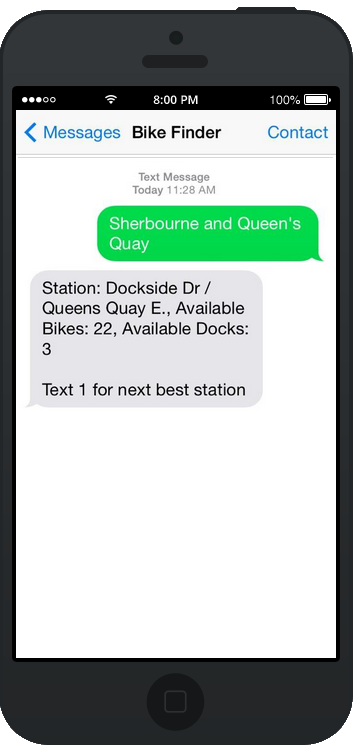 8:00 PM 100%
Messages Bike Finder Contact
Text Message
Today 11:28 AM
Sherbourne and Queen's
Quay
Station: Dockside Dr /
Queens Quay E., Available
Bikes: 22, Available Docks:
3
Text 1 for next best station